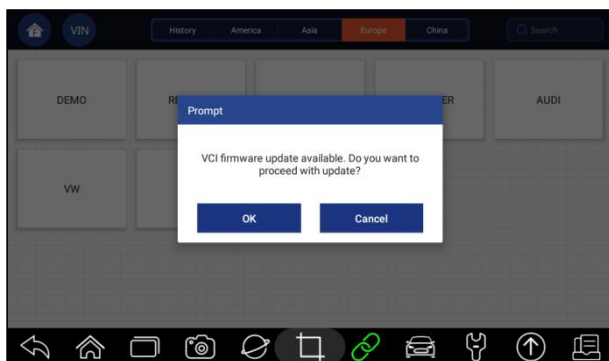 VIN
History
America
Asia
Europe
China
Search
DEMO
AUDI
Prompt
VCI firmware update available. Do you want to
proceed with update?
VW
OK
Cancel